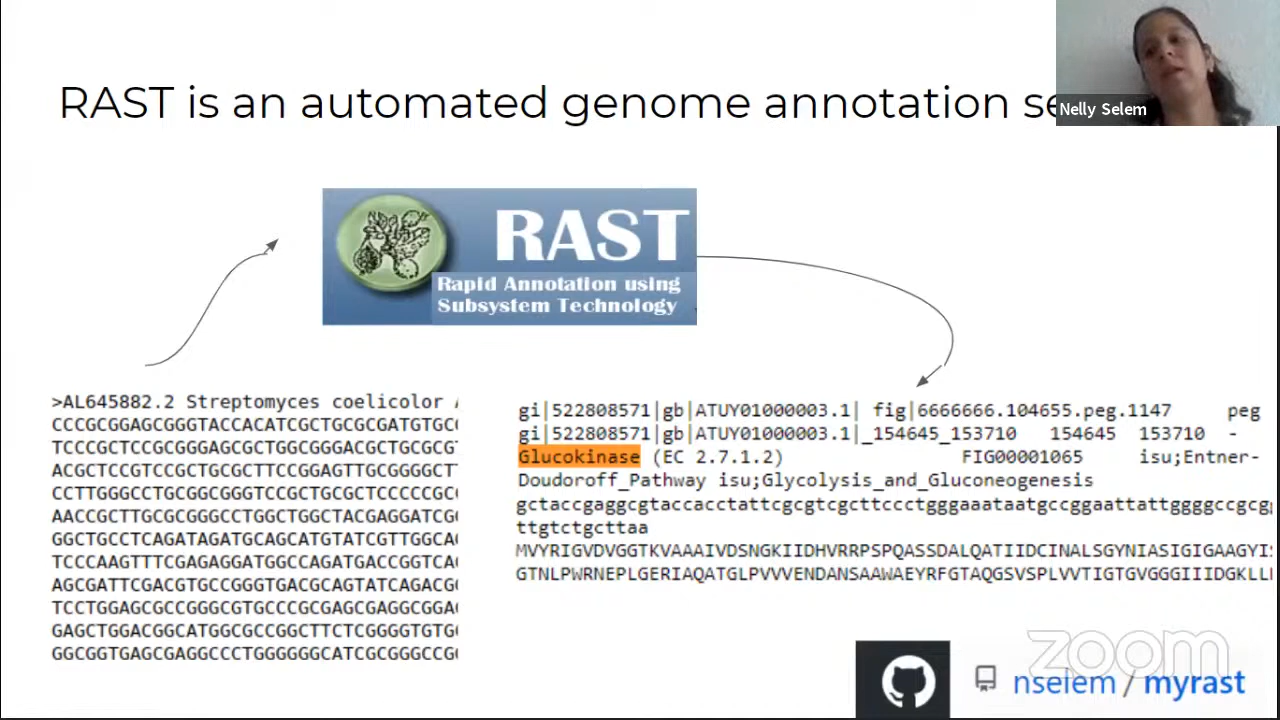 RAST is an automated genome annotation se
Nelly Selem
RAST
Rapid Annotation using
Subsystem Technology
>AL645882.2 Streptomyces coelicolor
CCCGCGGAGCGGGTACCACATCGCTGCGCGATGTGC
TCCCGCTCCGCGGGAGCGCTGGCGGGACGCTGCGCG
ACGCTCCGTCCGCTGCGCTTCCGGAGTTGCGGGGCT
CCTTGGGCCTGCGGCGGGTCCGCTGCGCTCCCCCGC
AACCGCTTGCGCGGGCCTGGCTGGCTACGAGGATCG
GGCTGCCTCAGATAGATGCAGCATGTATCGTTGGCA
TCCCAAGTTTCGAGAGGATGGCCAGATGACCGGTCA
AGCGATTCGACGTGCCGGGTGACGCAGTATCAGACG
TCCTGGAGCGCCGGGCGTGCCCGCGAGCGAGGCGGA
GAGCTGGACGGCATGGCGCCGGCTTCTCGGGGTGTG
GGCGGTGAGCGAGGCCCTGGGGGGCATCGCGGGCCG
gi|522808571|gb|ATUY01000003.1| fig|6666666.104655.peg.1147 peg
gi|522808571|gb|ATUY01000003.1|_154645_153710 154645 153710 -
Glucokinase (EC 2.7.1.2) FIG00001065 isu;Entner-
Doudoroff_Pathway isu;Glycolysis_and_Gluconeogenesis
gctaccgaggcgtaccacctattcgcgtcgcttccctgggaaataatgccggaattattggggccgcg
ttgtctgcttaa
MVYRIGVDVGGTKVAAAIVDSNGKIIDHVRRPSPQASSDALQATIIDCINALSGYNIASIGIGAAGYI
GTNLPWRNEPLGERIAQATGLPVVVENDANSAAWAEYRFGTAQGSVSPLVVTIGTGVGGGIIIDGKLL
zoom
nselem / myrast